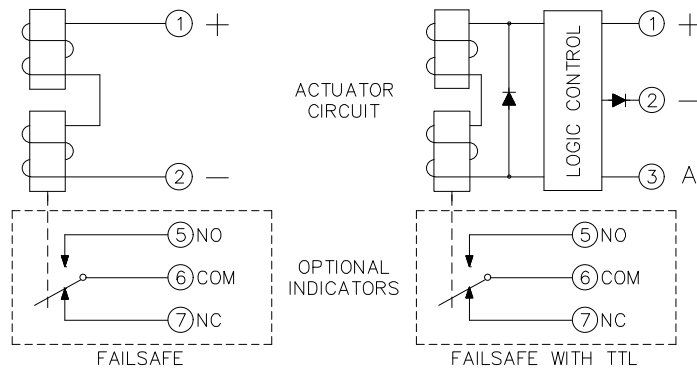 1 +
2 —
ACTUATOR
CIRCUIT
LOGIC CONTROL
1 +
2 —
3 A
5 NO
6 COM
7 NC
FAILSAFE
OPTIONAL
INDICATORS
5 NO
6 COM
7 NC
FAILSAFE WITH TTL